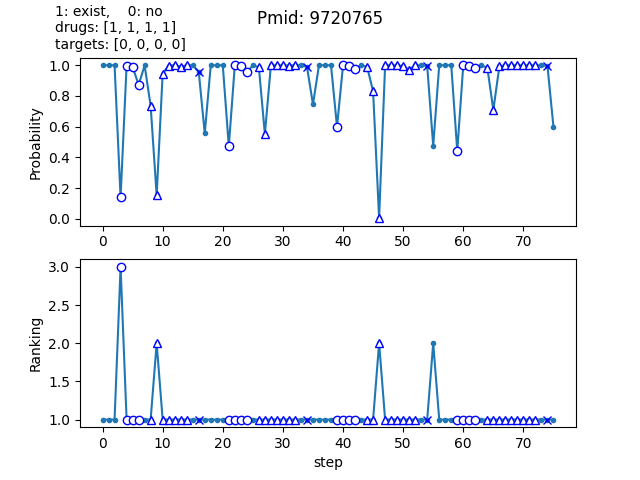 1: exist,    0: no
Pmid: 9720765
drugs: [1, 1, 1, 1]
targets: [0, 0, 0, 0]
Probability
1.0
0.8
0.6
0.4
0.2
0.0
0 10 20 30 40 50 60 70
Ranking
3.0
2.5
2.0
1.5
1.0
0 10 20 30 40 50 60 70
step